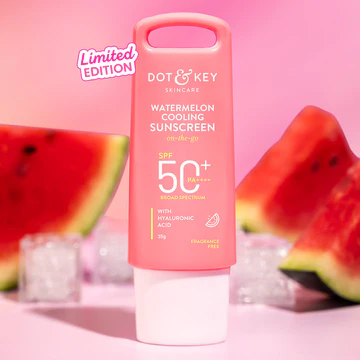 Limited
EDITION
DOT & KEY
SKINCARE
WATERMELON
COOLING
SUNSCREEN
on-the-go
SPF
50+
PA++++
BROAD SPECTRUM
WITH
HYALURONIC
ACID
30g
FRAGRANCE
FREE